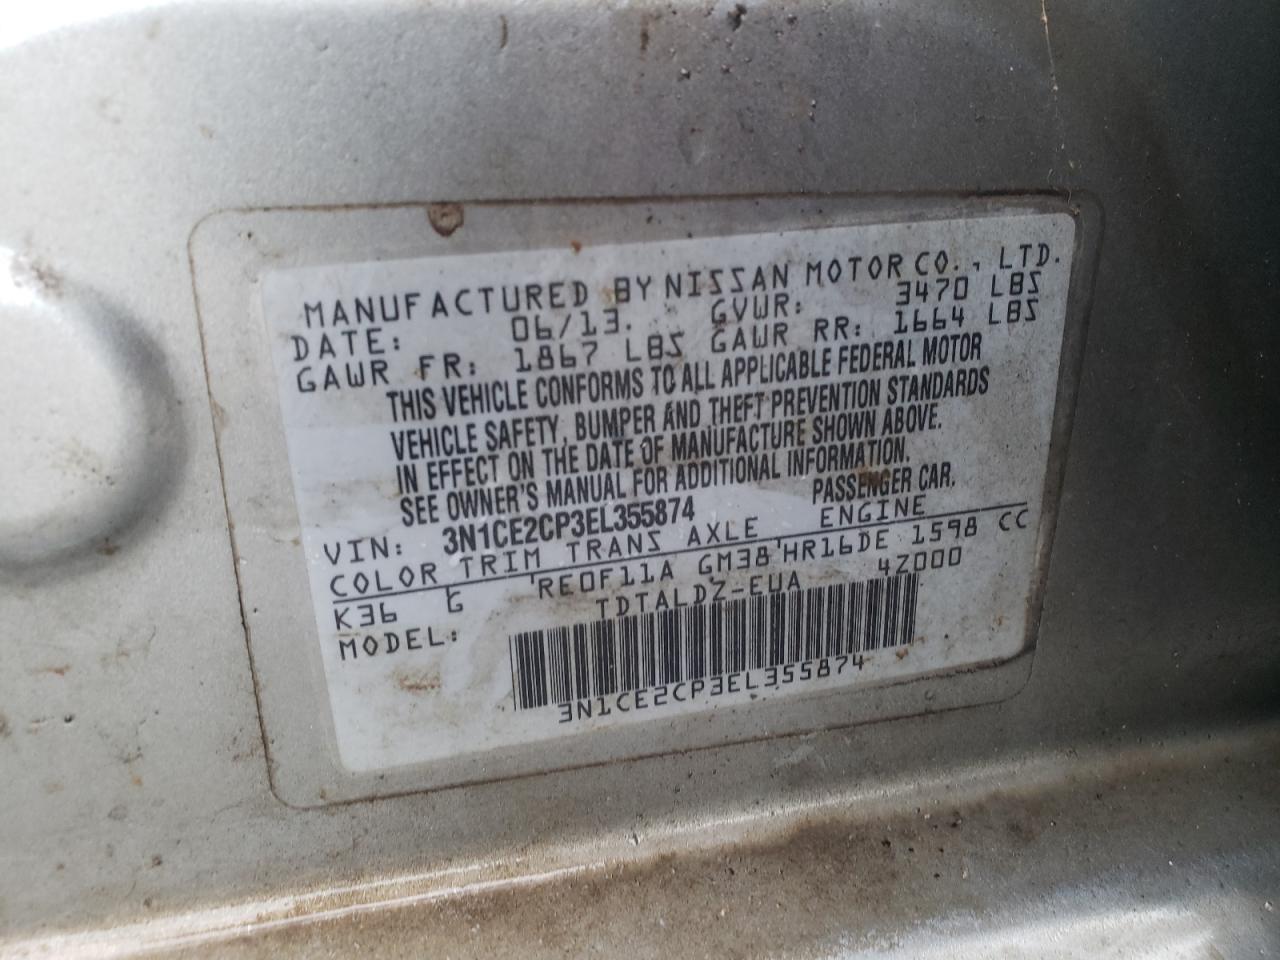 MANUFACTURED BY NISSAN MOTOR CO., LTD.
DATE: 06/13. GVWR: 3470 LBS
GAWR FR: 1867 LBS GAWR RR: 1664 LBS
THIS VEHICLE CONFORMS TO ALL APPLICABLE FEDERAL MOTOR
VEHICLE SAFETY, BUMPER AND THEFT PREVENTION STANDARDS
IN EFFECT ON THE DATE OF MANUFACTURE SHOWN ABOVE.
SEE OWNER'S MANUAL FOR ADDITIONAL INFORMATION.
VIN: 3N1CE2CP3EL355874 PASSENGER CAR.
COLOR TRIM TRANS AXLE ENGINE
K36 G RE0F11A GM38 HR16DE 1598 CC
MODEL: TDTALDZ-EUA 4Z000
3N1CE2CP3EL355874